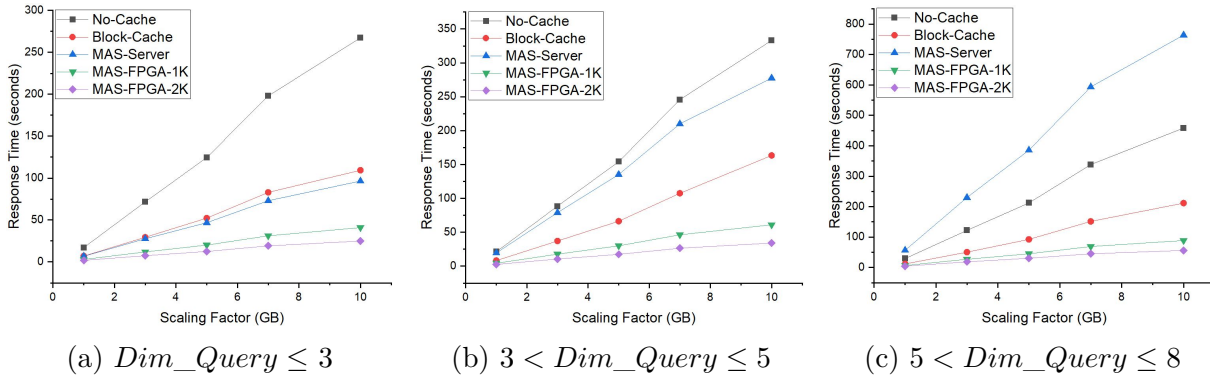 No-Cache
Block-Cache
MAS-Server
MAS-FPGA-1K
MAS-FPGA-2K
Response Time (seconds)
300
250
200
150
100
50
0
0 2 4 6 8 10
Scaling Factor (GB)
(a) Dim_Query ≤ 3
No-Cache
Block-Cache
MAS-Server
MAS-FPGA-1K
MAS-FPGA-2K
Response Time (seconds)
350
300
250
200
150
100
50
0
0 2 4 6 8 10
Scaling Factor (GB)
(b) 3 < Dim_Query ≤ 5
No-Cache
Block-Cache
MAS-Server
MAS-FPGA-1K
MAS-FPGA-2K
Response Time (seconds)
800
700
600
500
400
300
200
100
0
0 2 4 6 8 10
Scaling Factor (GB)
(c) 5 < Dim_Query ≤ 8